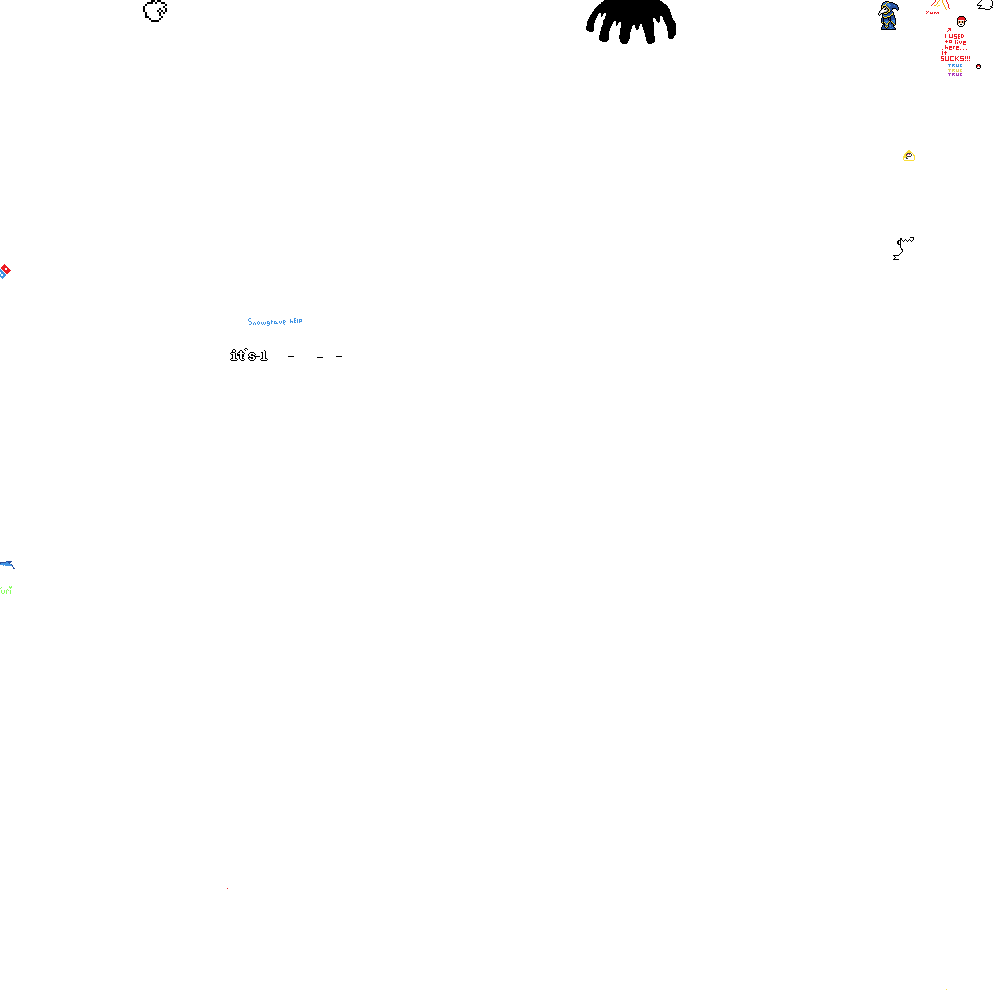 I USED
to live
here...
it
SUCKS!!!
TRUE
TRUE
TRUE
Snowgrave hElP
it's-1